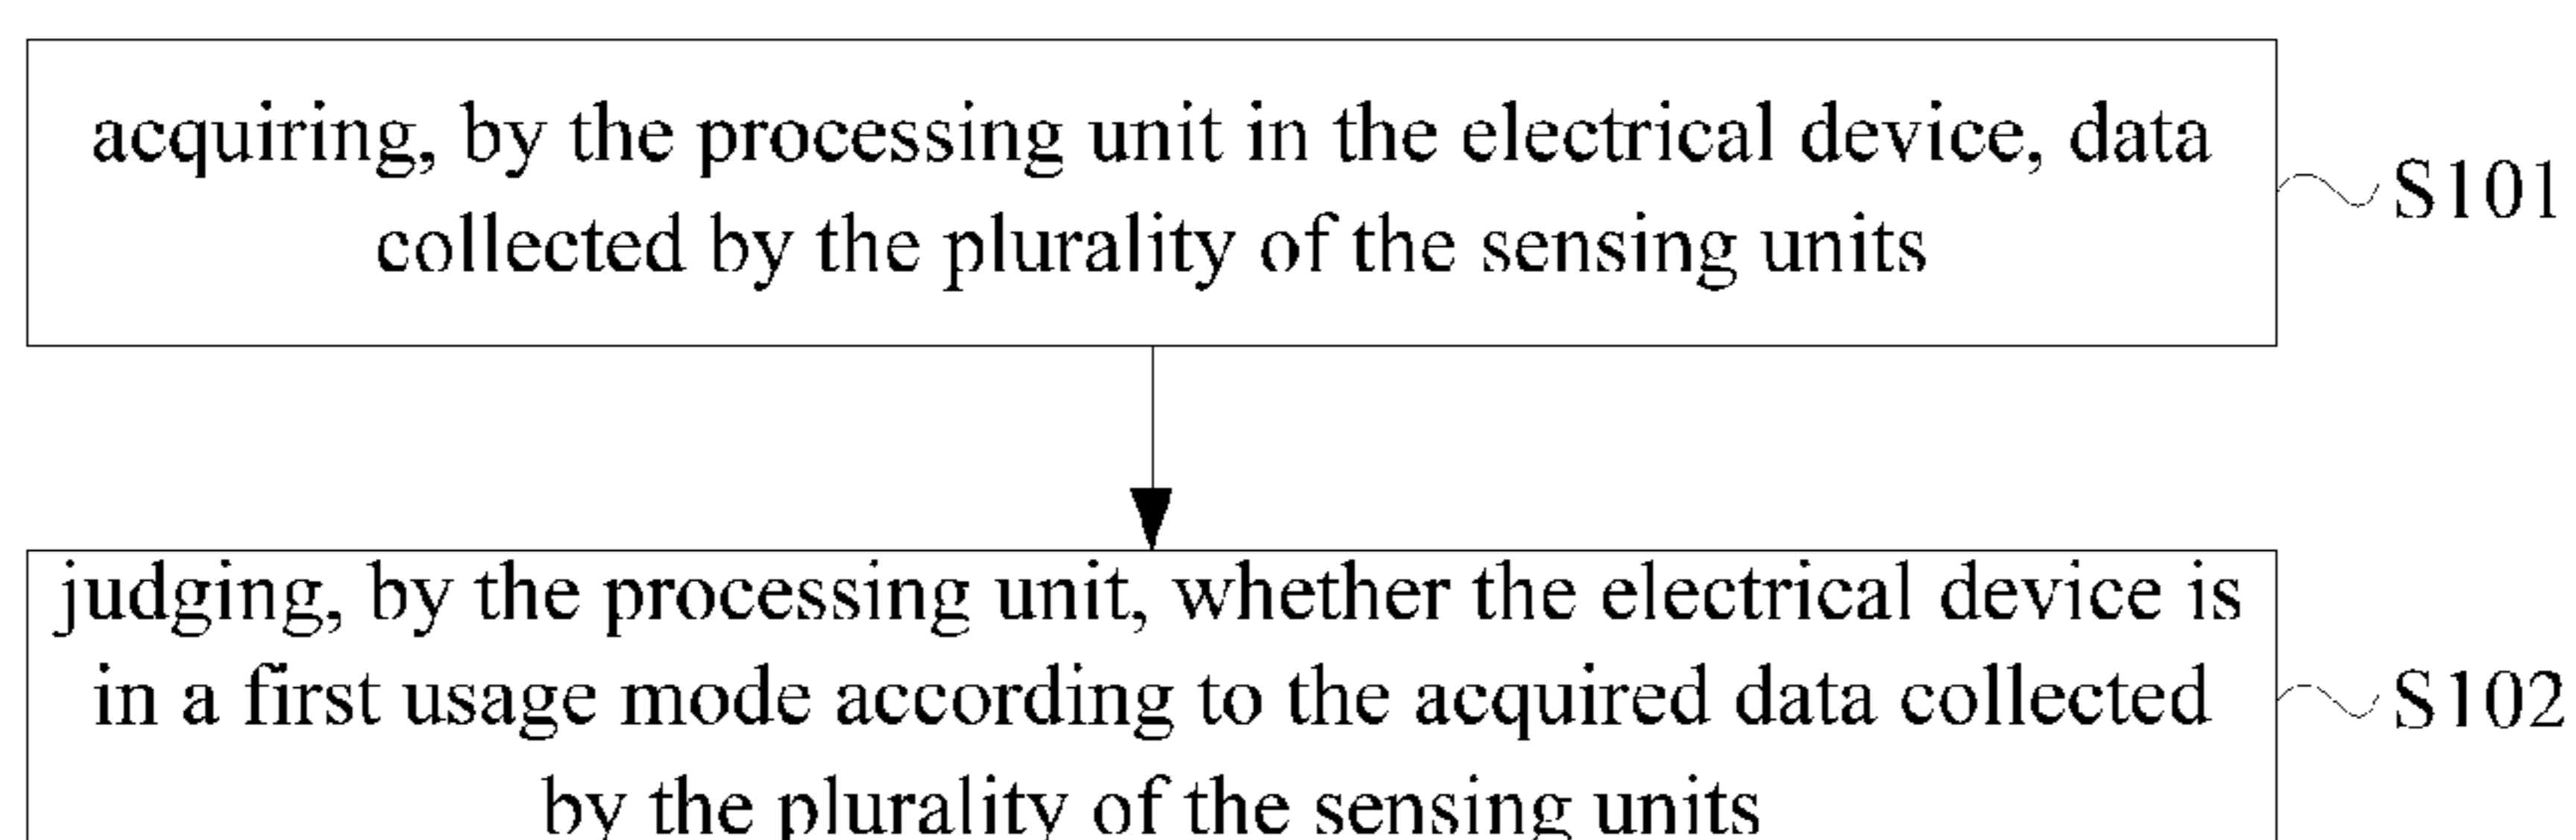 acquiring, by the processing unit in the electrical device, data
collected by the plurality of the sensing units
S101
judging, by the processing unit, whether the electrical device is
in a first usage mode according to the acquired data collected
by the plurality of the sensing units
S102